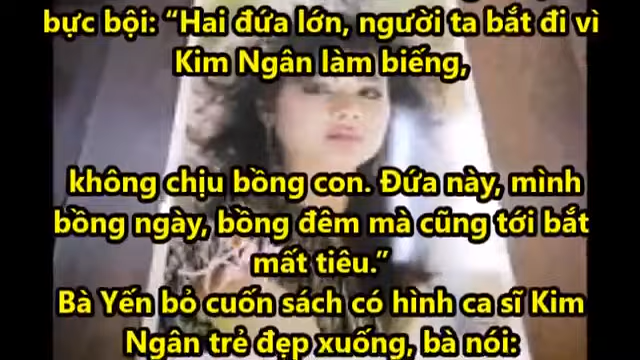 bực bội: “Hai đứa lớn, người ta bắt đi vì
Kim Ngân làm biếng,
không chịu bồng con. Đứa này, mình
bồng ngày, bồng đêm mà cũng tới bắt
mất tiêu.”
Bà Yến bỏ cuốn sách có hình ca sĩ Kim
Ngân trẻ đẹp xuống, bà nói: